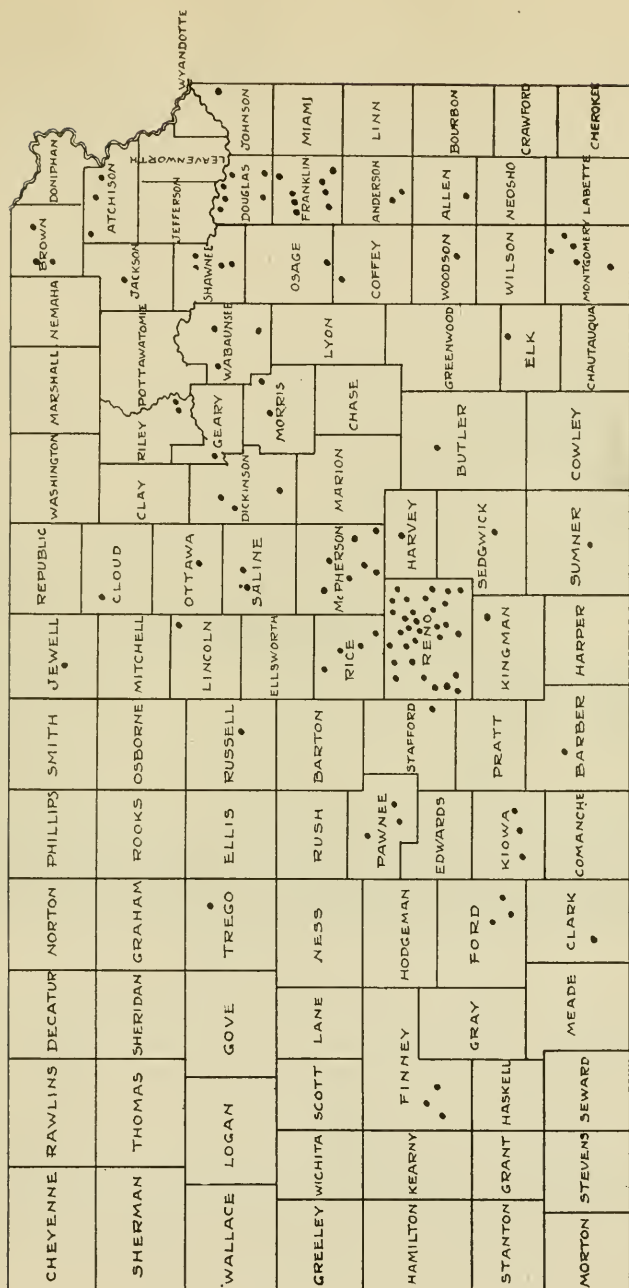 CHEYENNE
RAWLINS
DECATUR
NORTON
PHILLIPS
SMITH
JEWELL
REPUBLIC
WASHINGTON
MARSHALL
NEMAHA
BROWN
DONIPHAN
SHERMAN
THOMAS
SHERIDAN
GRAHAM
ROOKS
OSBORNE
MITCHELL
CLOUD
CLAY
RILEY
POTTAWATOMIE
JACKSON
ATCHISON
JEFFERSON
LEAVENWORTH
WYANDOTTE
WALLACE
LOGAN
GOVE
TREGO
ELLIS
RUSSELL
LINCOLN
OTTAWA
SALINE
DICKINSON
GEARY
WABAUNSEE
SHAWNEE
DOUGLAS
JOHNSON
GREELEY
WICHITA
SCOTT
LANE
NESS
RUSH
BARTON
ELLSWORTH
RICE
McPHERSON
MARION
MORRIS
CHASE
LYON
OSAGE
FRANKLIN
MIAMI
HAMILTON
KEARNY
FINNEY
HODGEMAN
PAWNEE
EDWARDS
STAFFORD
RENO
HARVEY
COFFEY
ANDERSON
LINN
STANTON
GRANT
HASKELL
GRAY
FORD
KIOWA
PRATT
KINGMAN
SEDGWICK
BUTLER
GREENWOOD
WOODSON
ALLEN
BOURBON
WILSON
NEOSHO
CRAWFORD
MORTON
STEVENS
SEWARD
MEADE
CLARK
COMANCHE
BARBER
HARPER
SUMNER
COWLEY
ELK
CHAUTAUQUA
MONTGOMERY
LABETTE
CHEROKEE